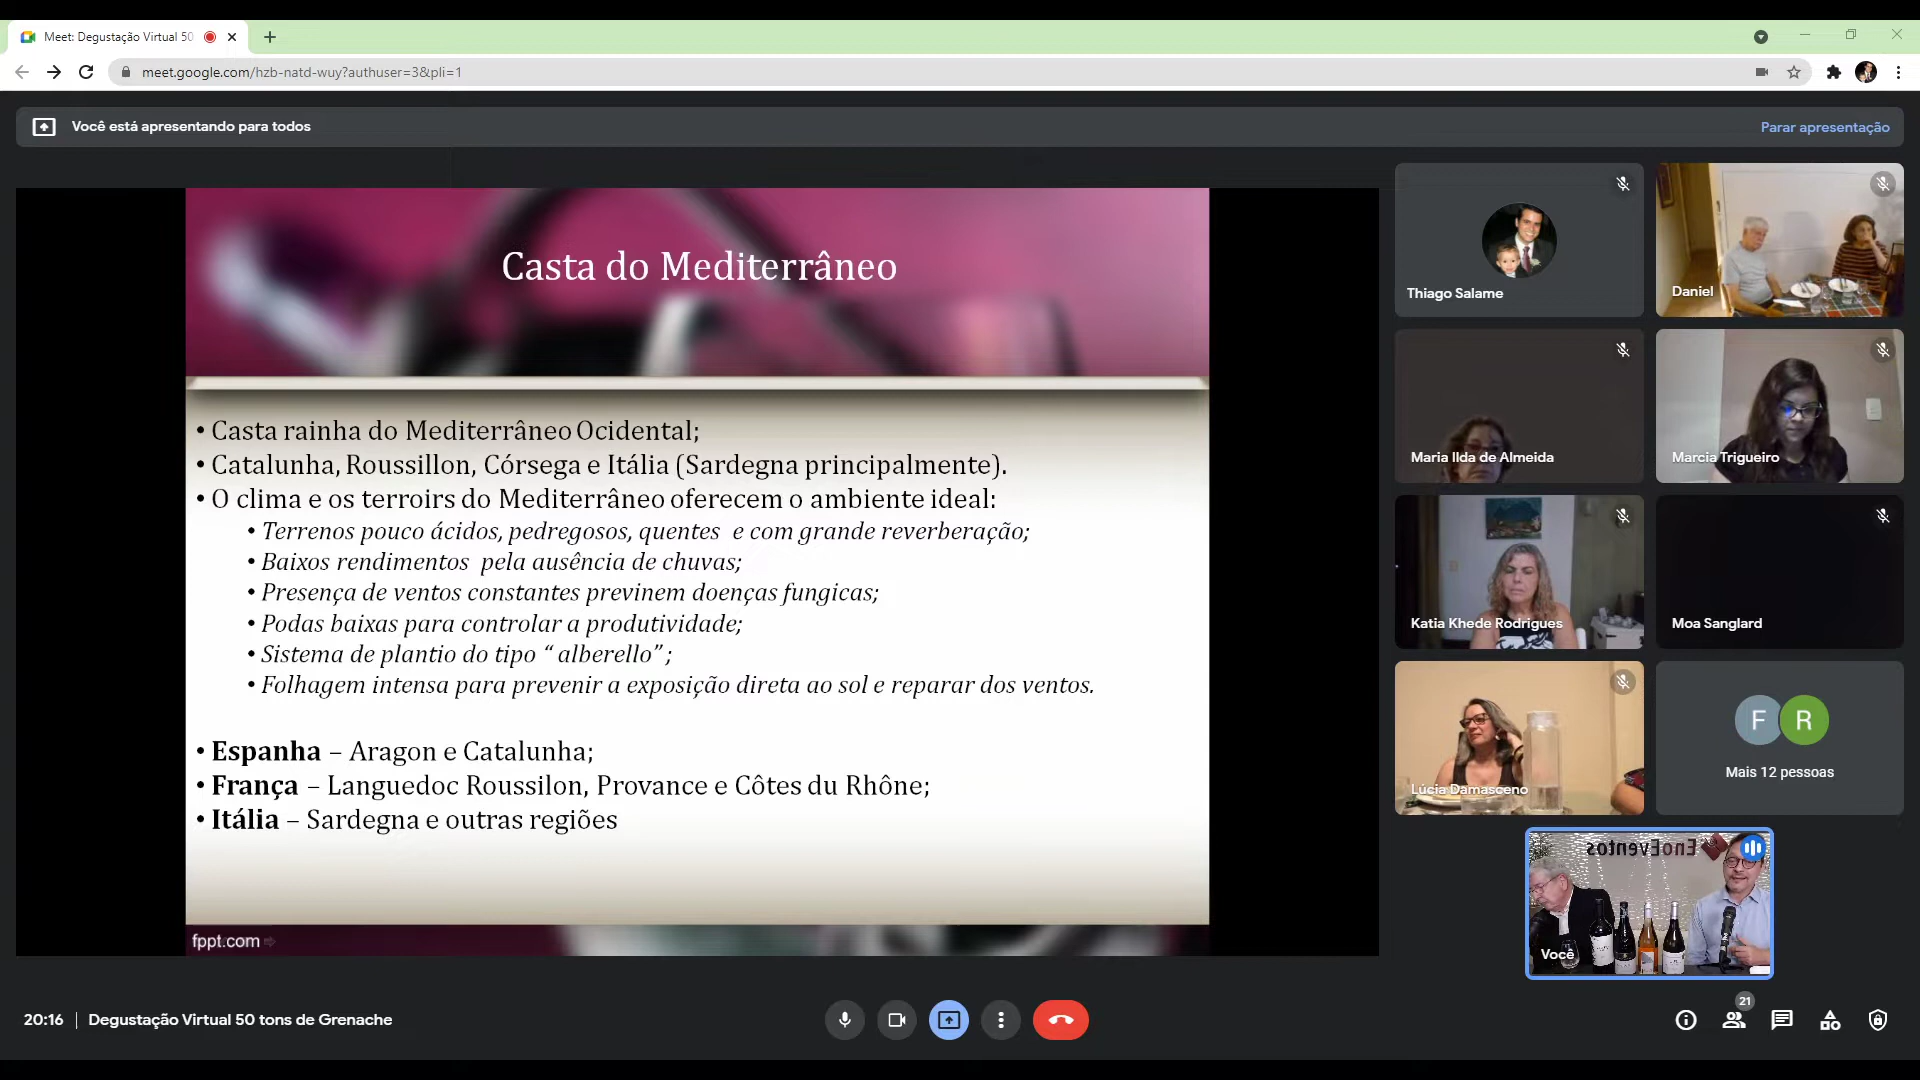 Meet: Degustação Virtual 50
meet.google.com/hzb-natd-wuy?authuser=3&pli=1
Você está apresentando para todos
Parar apresentação
Casta do Mediterrâneo
• Casta rainha do Mediterrâneo Ocidental;
• Catalunha, Roussillon, Córsega e Itália (Sardegna principalmente).
• O clima e os terroirs do Mediterrâneo oferecem o ambiente ideal:
• Terrenos pouco ácidos, pedregosos, quentes e com grande reverberação;
• Baixos rendimentos pela ausência de chuvas;
• Presença de ventos constantes previnem doenças fungicas;
• Podas baixas para controlar a produtividade;
• Sistema de plantio do tipo “ alberello” ;
• Folhagem intensa para prevenir a exposição direta ao sol e reparar dos ventos.
• Espanha – Aragon e Catalunha;
• França – Languedoc Roussilon, Provance e Côtes du Rhône;
• Itália – Sardegna e outras regiões
fppt.com
Thiago Salame
Daniel
Maria Ilda de Almeida
Marcia Trigueiro
Katia Khede Rodrigues
Moa Sanglard
Lúcia Damasceno
F R
Mais 12 pessoas
EnoEventos
Você
20:16 | Degustação Virtual 50 tons de Grenache
21